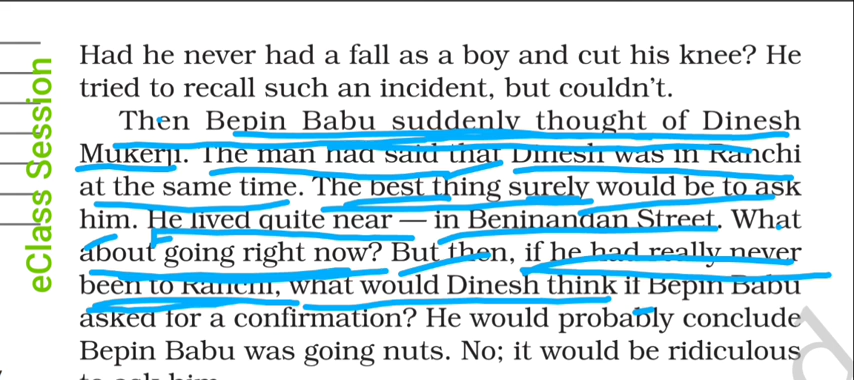 Had he never had a fall as a boy and cut his knee? He
tried to recall such an incident, but couldn't.
Then Bepin Babu suddenly thought of Dinesh
Mukerji. The man had said that Dinesh was in Ranchi
at the same time. The best thing surely would be to ask
him. He lived quite near — in Beninandan Street. What
about going right now? But then, if he had really never
been to Ranchi, what would Dinesh think if Bepin Babu
asked for a confirmation? He would probably conclude
Bepin Babu was going nuts. No; it would be ridiculous
to ask him.
eClass Session